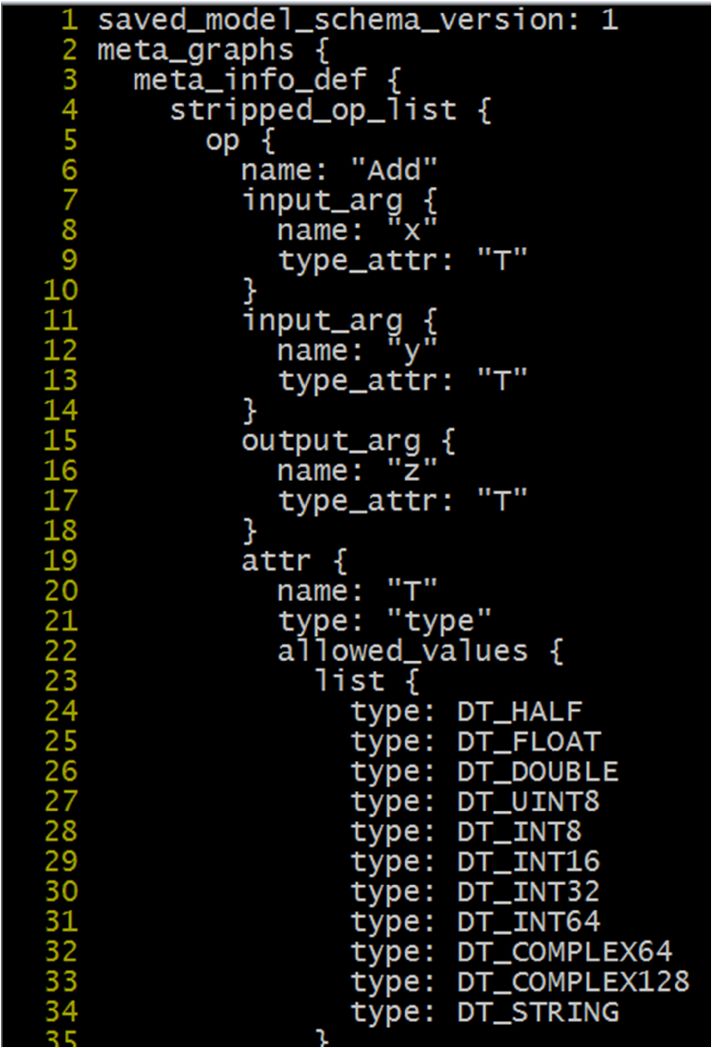 1 saved_model_schema_version: 1
2 meta_graphs {
3 meta_info_def {
4 stripped_op_list {
5 op {
6 name: "Add"
7 input_arg {
8 name: "x"
9 type_attr: "T"
10 }
11 input_arg {
12 name: "y"
13 type_attr: "T"
14 }
15 output_arg {
16 name: "z"
17 type_attr: "T"
18 }
19 attr {
20 name: "T"
21 type: "type"
22 allowed_values {
23 list {
24 type: DT_HALF
25 type: DT_FLOAT
26 type: DT_DOUBLE
27 type: DT_UINT8
28 type: DT_INT8
29 type: DT_INT16
30 type: DT_INT32
31 type: DT_INT64
32 type: DT_COMPLEX64
33 type: DT_COMPLEX128
34 type: DT_STRING
35 }